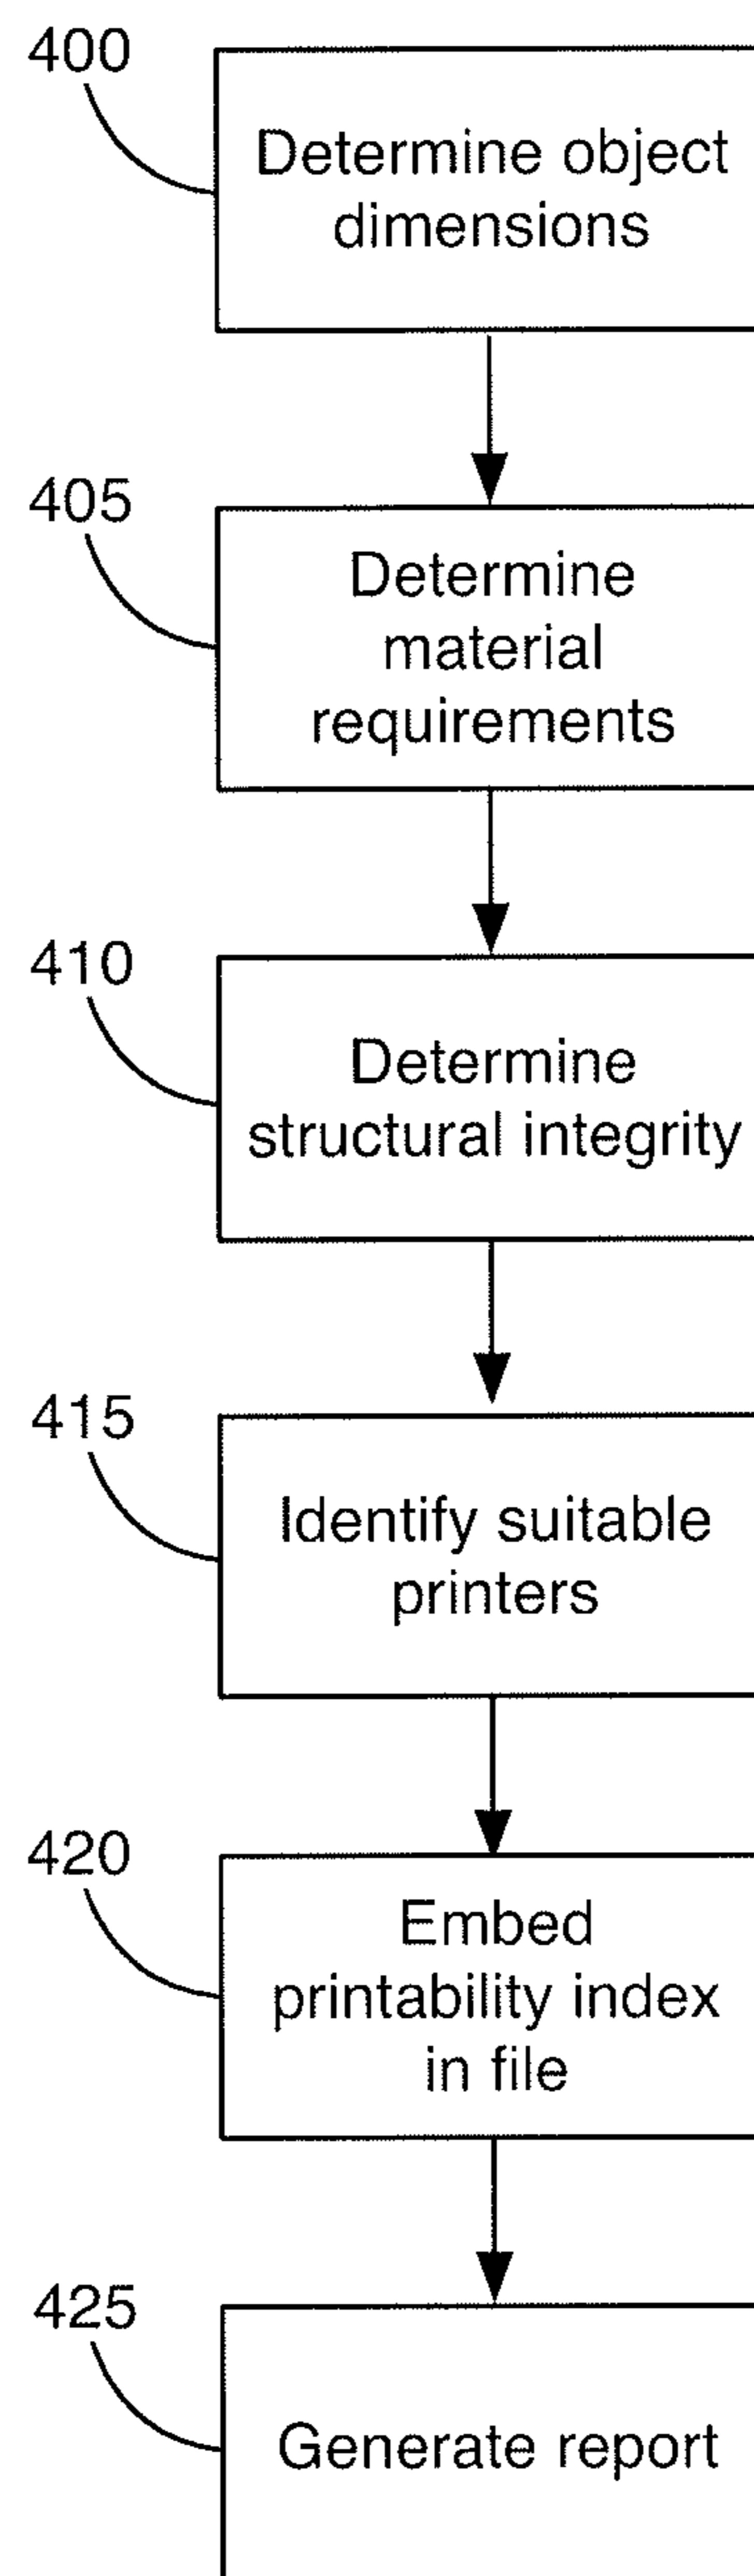 400
Determine object
dimensions
405
Determine
material
requirements
410
Determine
structural integrity
415
Identify suitable
printers
420
Embed
printability index
in file
425
Generate report